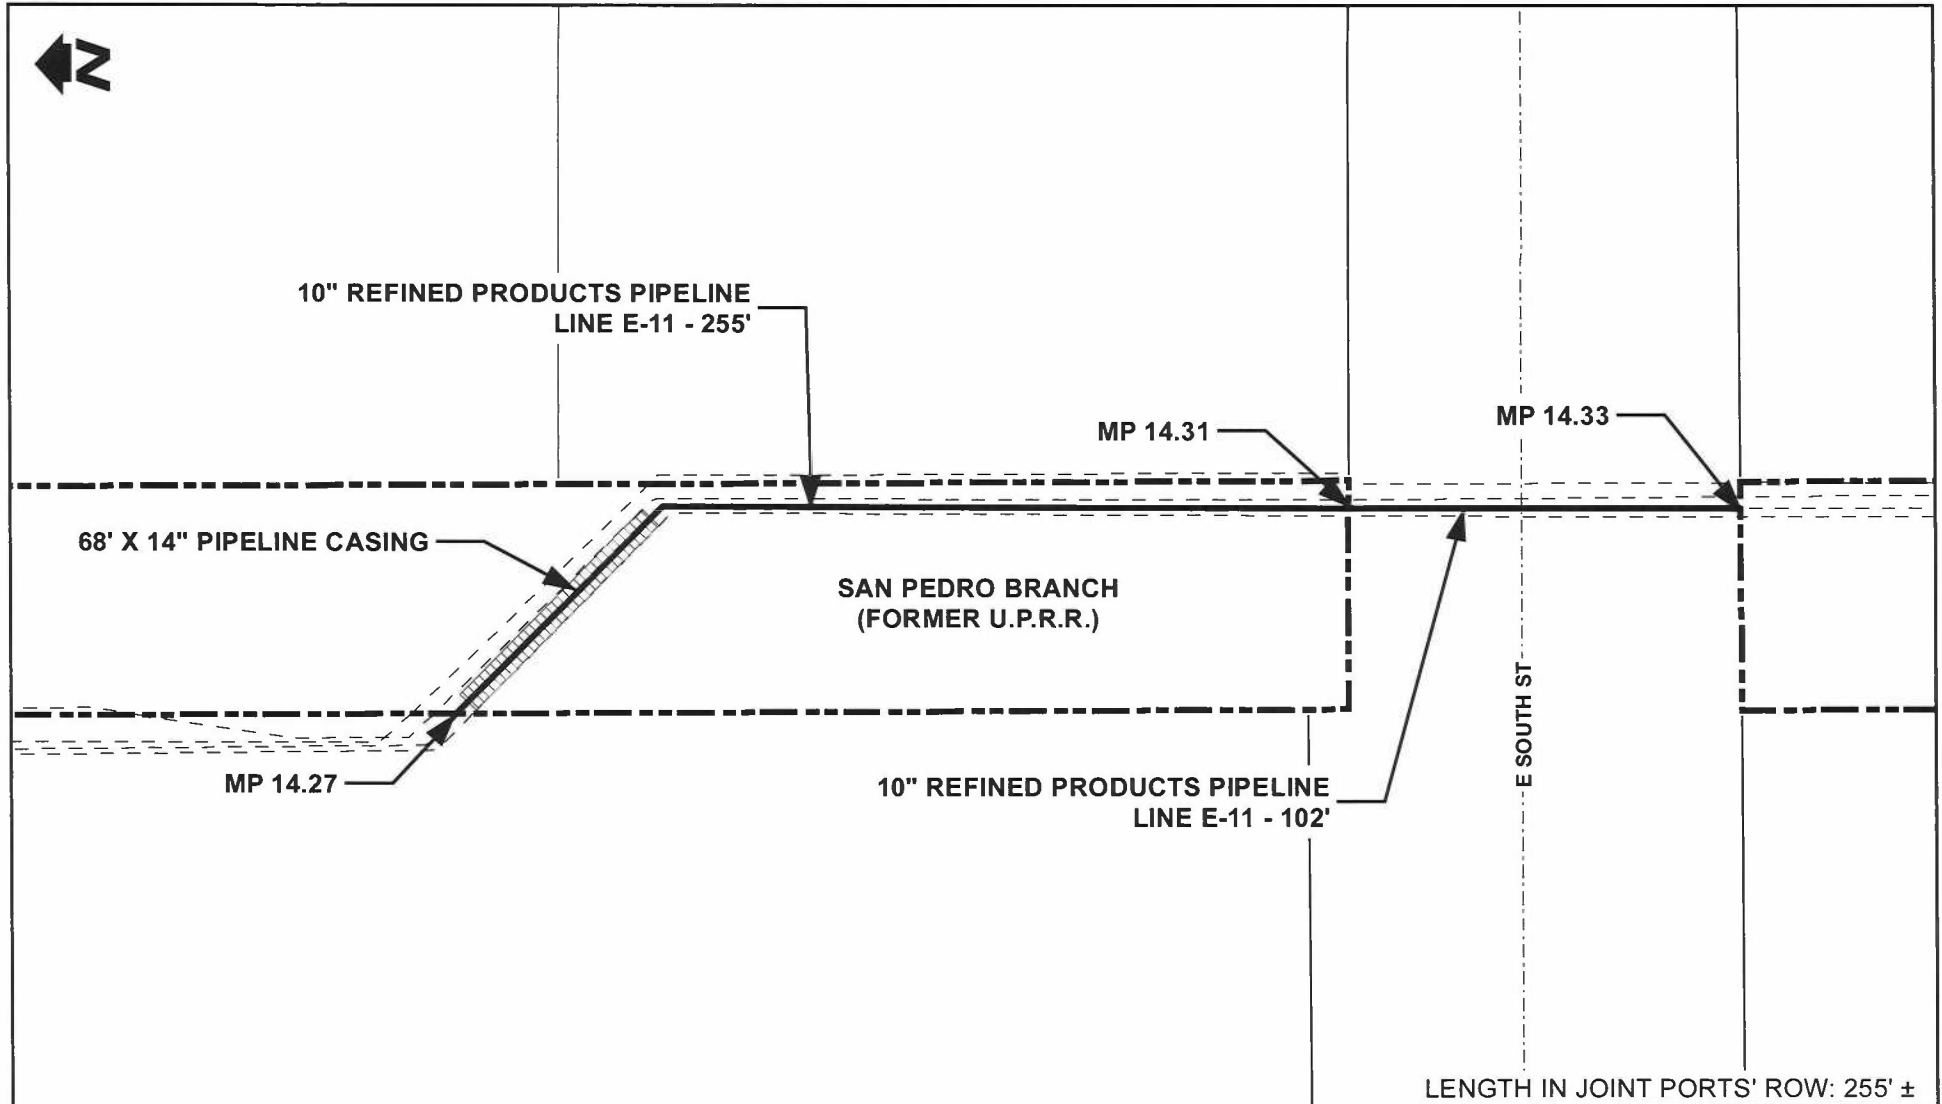 N
10" REFINED PRODUCTS PIPELINE
LINE E-11 - 255'
MP 14.31
MP 14.33
68' X 14" PIPELINE CASING
SAN PEDRO BRANCH
(FORMER U.P.R.R.)
E SOUTH ST
MP 14.27
10" REFINED PRODUCTS PIPELINE
LINE E-11 - 102'
LENGTH IN JOINT PORTS' ROW: 255' ±